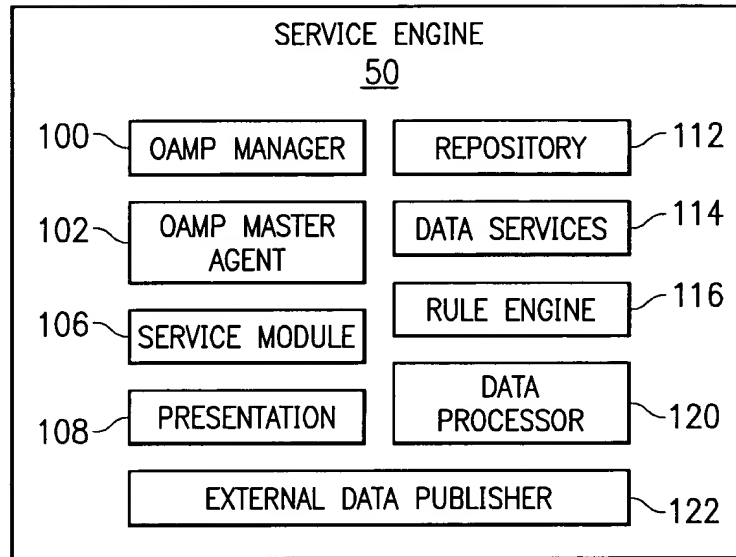 SERVICE ENGINE
50
100 OAMP MANAGER
REPOSITORY 112
102 OAMP MASTER
AGENT
DATA SERVICES 114
RULE ENGINE 116
106 SERVICE MODULE
DATA
PROCESSOR 120
108 PRESENTATION
EXTERNAL DATA PUBLISHER 122